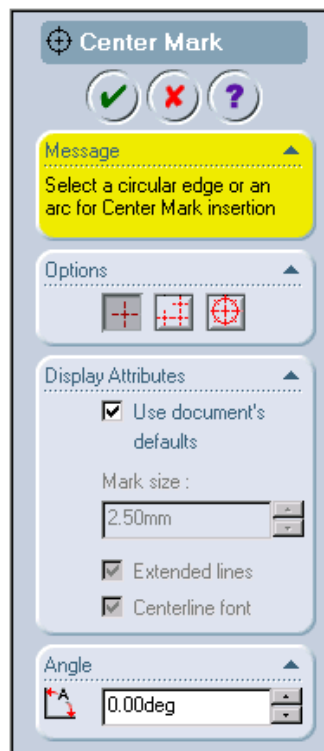 Center Mark
?
Message
Select a circular edge or an
arc for Center Mark insertion
Options
Display Attributes
Use document's
defaults
Mark size :
2.50mm
Extended lines
Centerline font
Angle
A
0.00deg